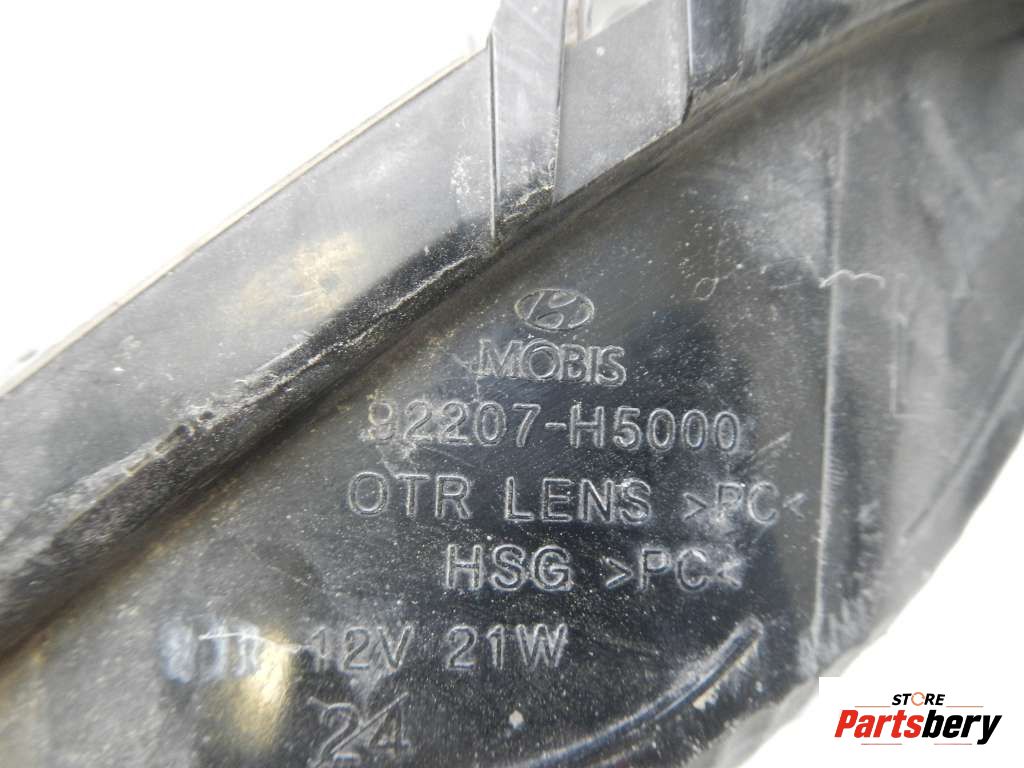 MOBIS
92207-H5000
OTR LENS >PC<
HSG >PC<
12V 21W
24
STORE
Partsbery